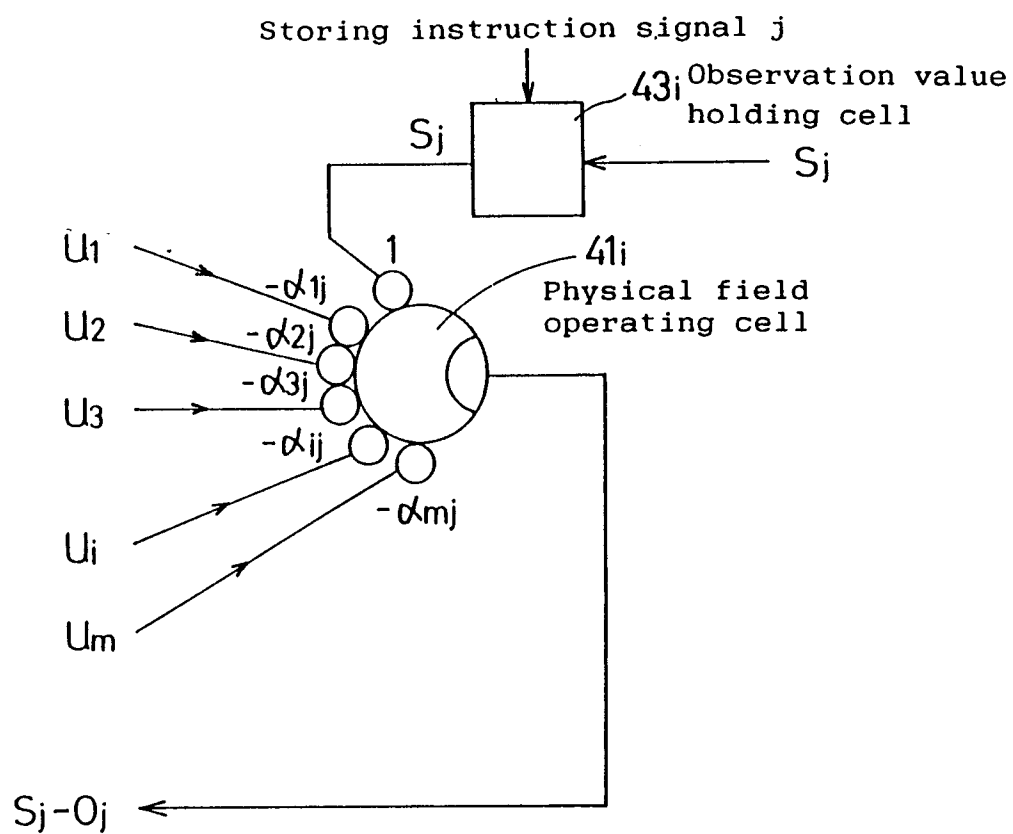 Storing instruction signal j
43i Observation value
holding cell
Sj
Sj
U1
1
41i
-α1j
Physical field
operating cell
U2
-α2j
-α3j
U3
-αij
-αmj
Ui
Um
Sj-Oj